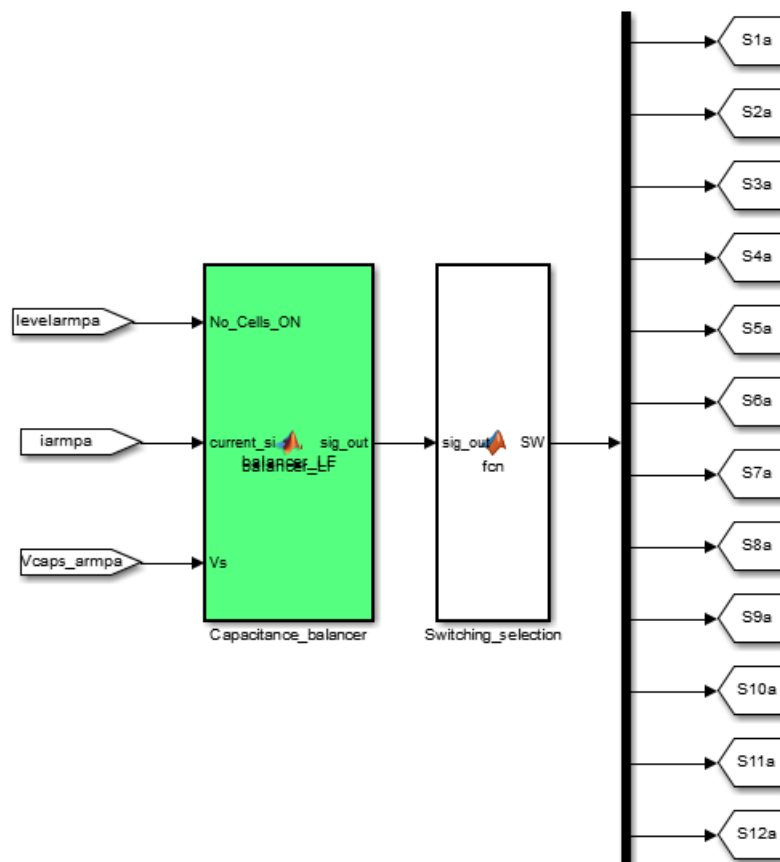 S1a
S2a
S3a
S4a
levelarmpa
No_Cells_ON
S5a
S6a
iarmpa
current_si
sig_out
sig_out
SW
balancer_LF
fcn
S7a
S8a
Vcaps_armpa
Vs
S9a
Capacitance_balancer
Switching_selection
S10a
S11a
S12a